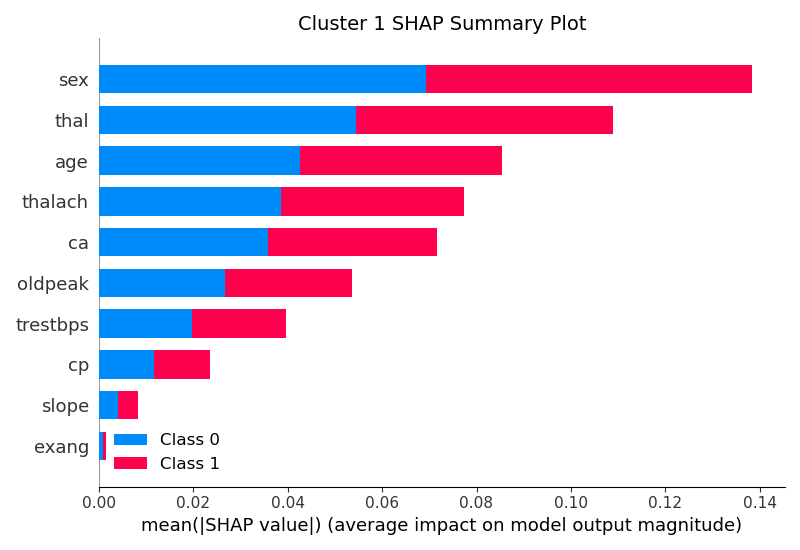 Cluster 1 SHAP Summary Plot
sex
thal
age
thalach
ca
oldpeak
trestbps
cp
slope
exang
Class 0
Class 1
0.00 0.02 0.04 0.06 0.08 0.10 0.12 0.14
mean(|SHAP value|) (average impact on model output magnitude)